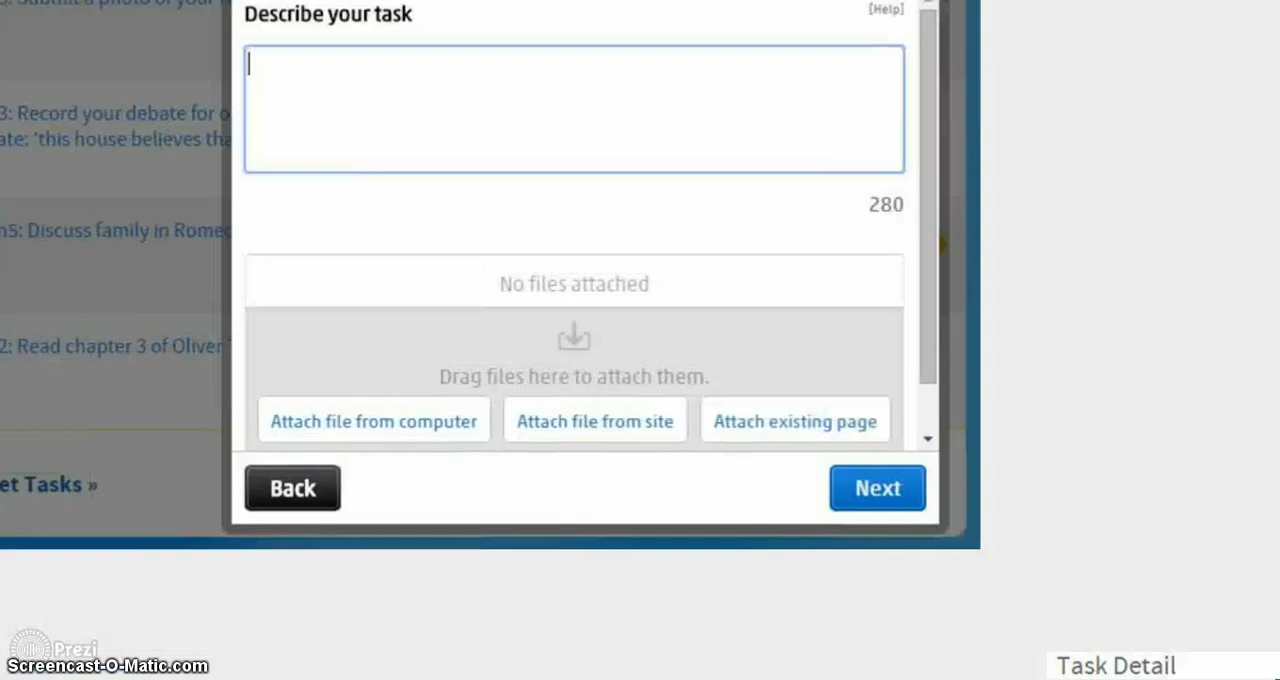 Describe your task
[Help]
3: Record your debate for o
ate: 'this house believes tha
280
n5: Discuss family in Romeo
No files attached
2: Read chapter 3 of Oliver T
Drag files here to attach them.
Attach file from computer
Attach file from site
Attach existing page
et Tasks »
Back
Next
Prezi
Screencast-O-Matic.com
Task Detail